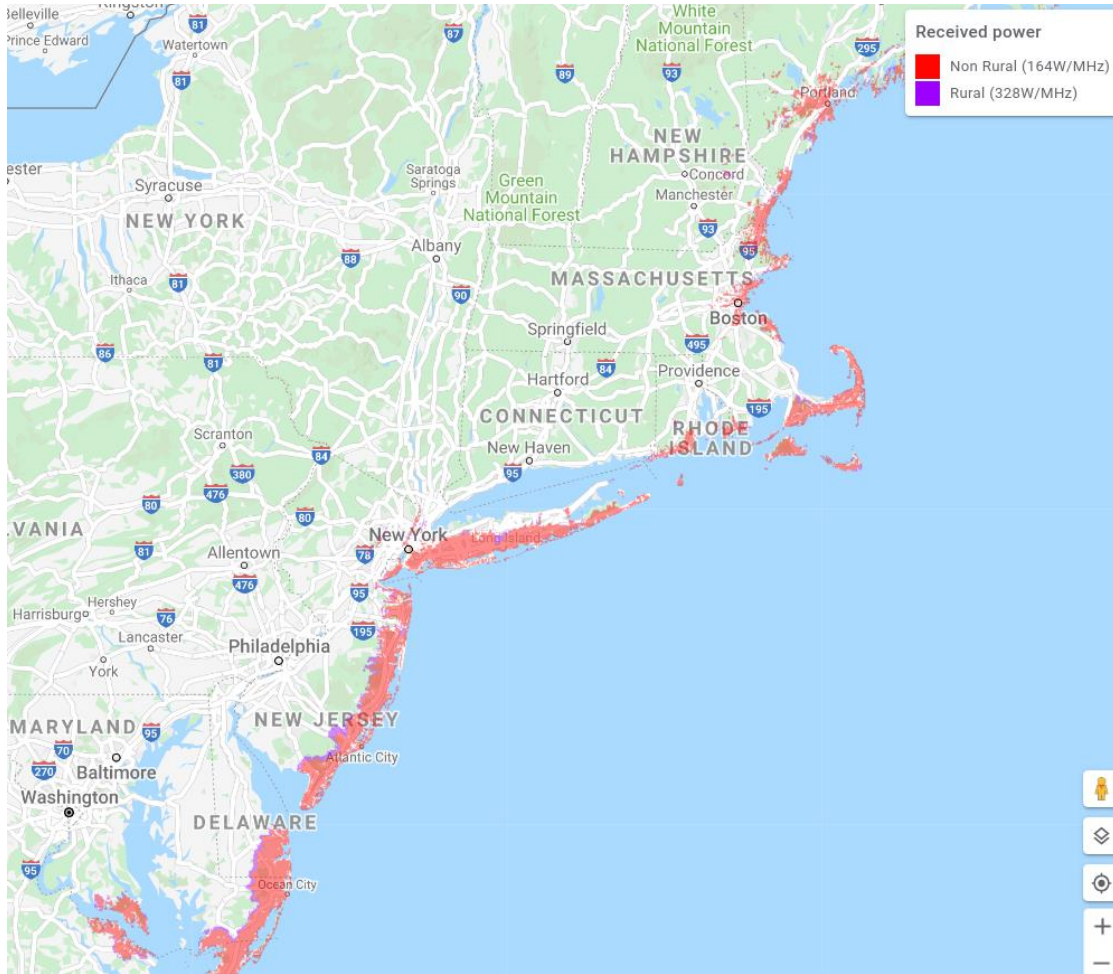 Belleville
Prince Edward
Watertown
81
81
87
89
93
White
Mountain
National Forest
295
Portland
Received power
Non Rural (164W/MHz)
Rural (328W/MHz)
NEW
HAMPSHIRE
Concord
Manchester
93
95
Syracuse
NEW YORK
Saratoga
Springs
Green
Mountain
National Forest
Albany
88
90
Ithaca
81
86
81
MASSACHUSETTS
Boston
Springfield
495
84
Providence
Hartford
195
CONNECTICUT
RHODE
ISLAND
New Haven
95
Scranton
84
380
476
80
80
New York
Long Island
78
81
Allentown
476
95
Harrisburg
Hershey
76
195
Lancaster
York
Philadelphia
MARYLAND
95
NEW JERSEY
70
Atlantic City
270
Baltimore
Washington
DELAWARE
95
Ocean City